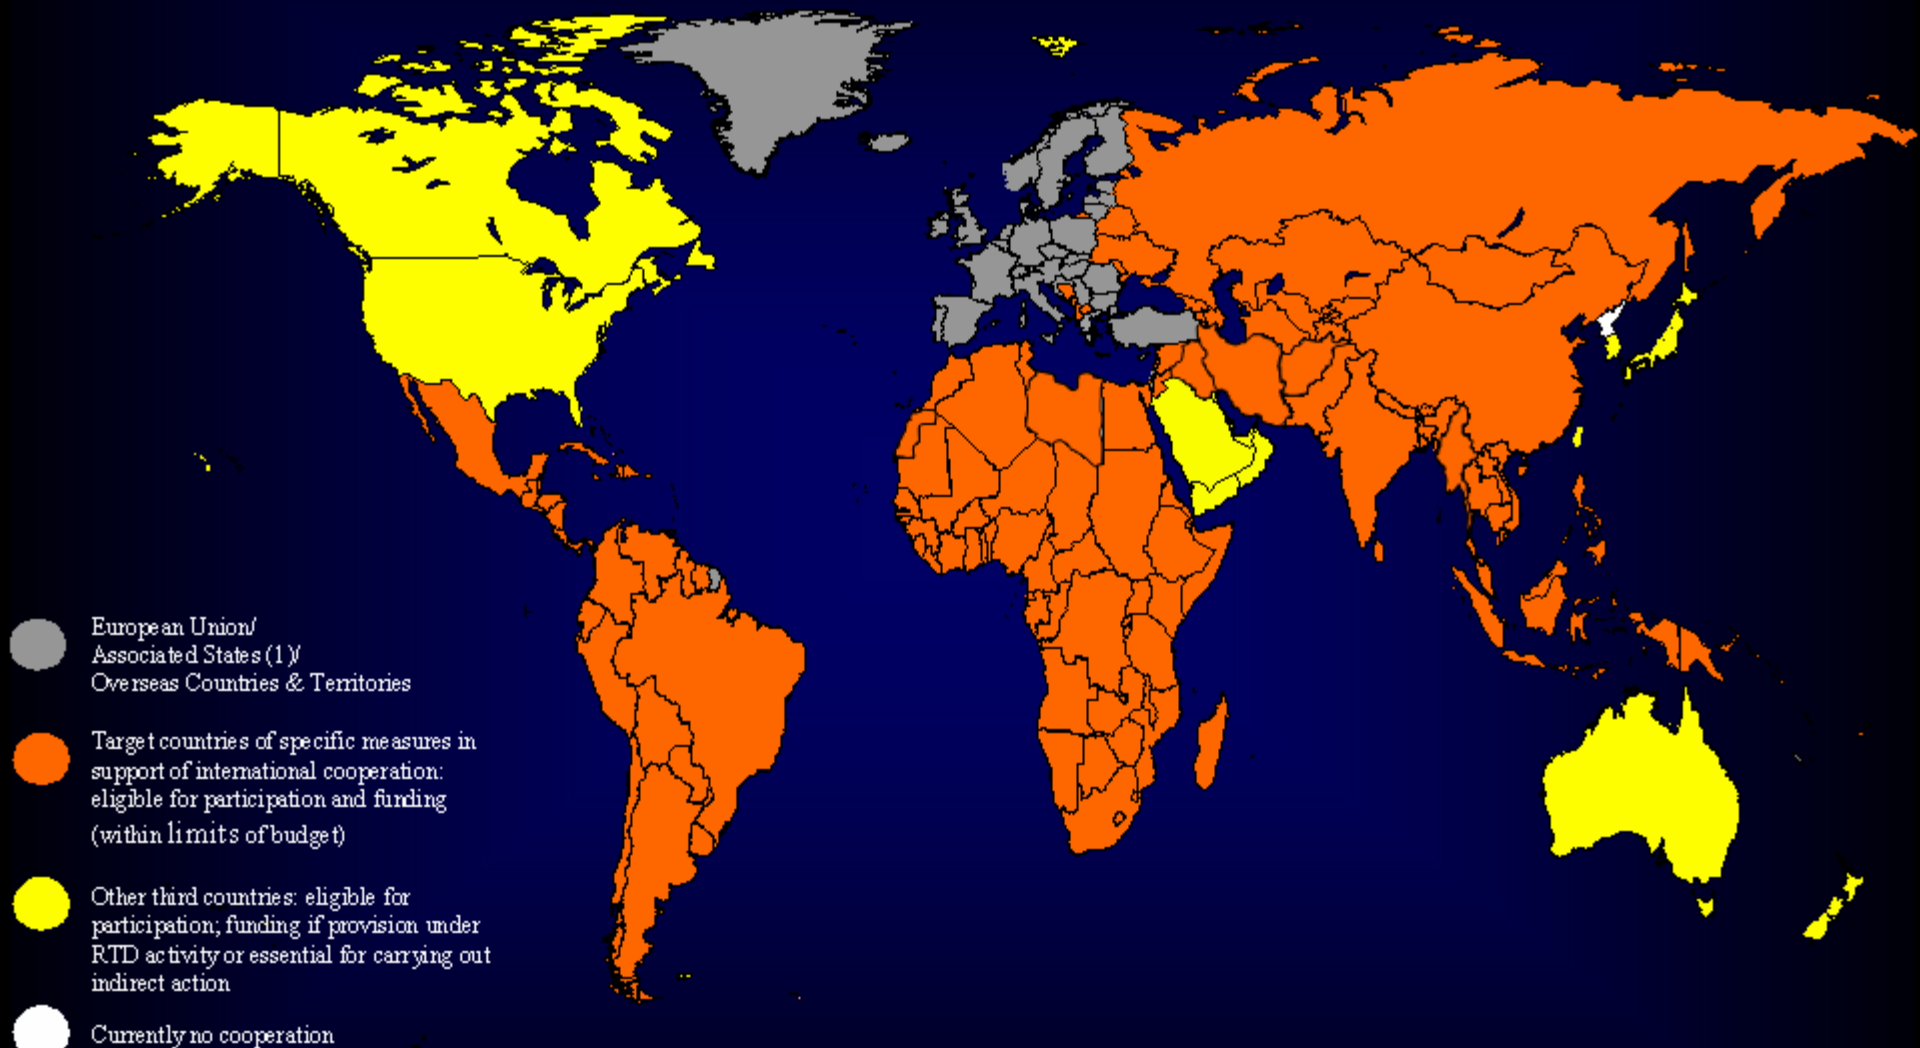 European Union/
Associated States (1)/
Overseas Countries & Territories
Target countries of specific measures in
support of international cooperation:
eligible for participation and funding
(within limits of budget)
Other third countries: eligible for
participation; funding if provision under
RTD activity or essential for carrying out
indirect action
Currently no cooperation